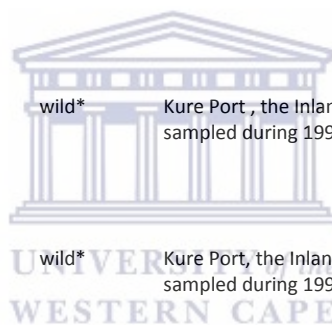 wild* Kure Port , the Inlan
sampled during 199
wild* Kure Port, the Inlan
sampled during 199
UNIVERSITY of the
WESTERN CAPE